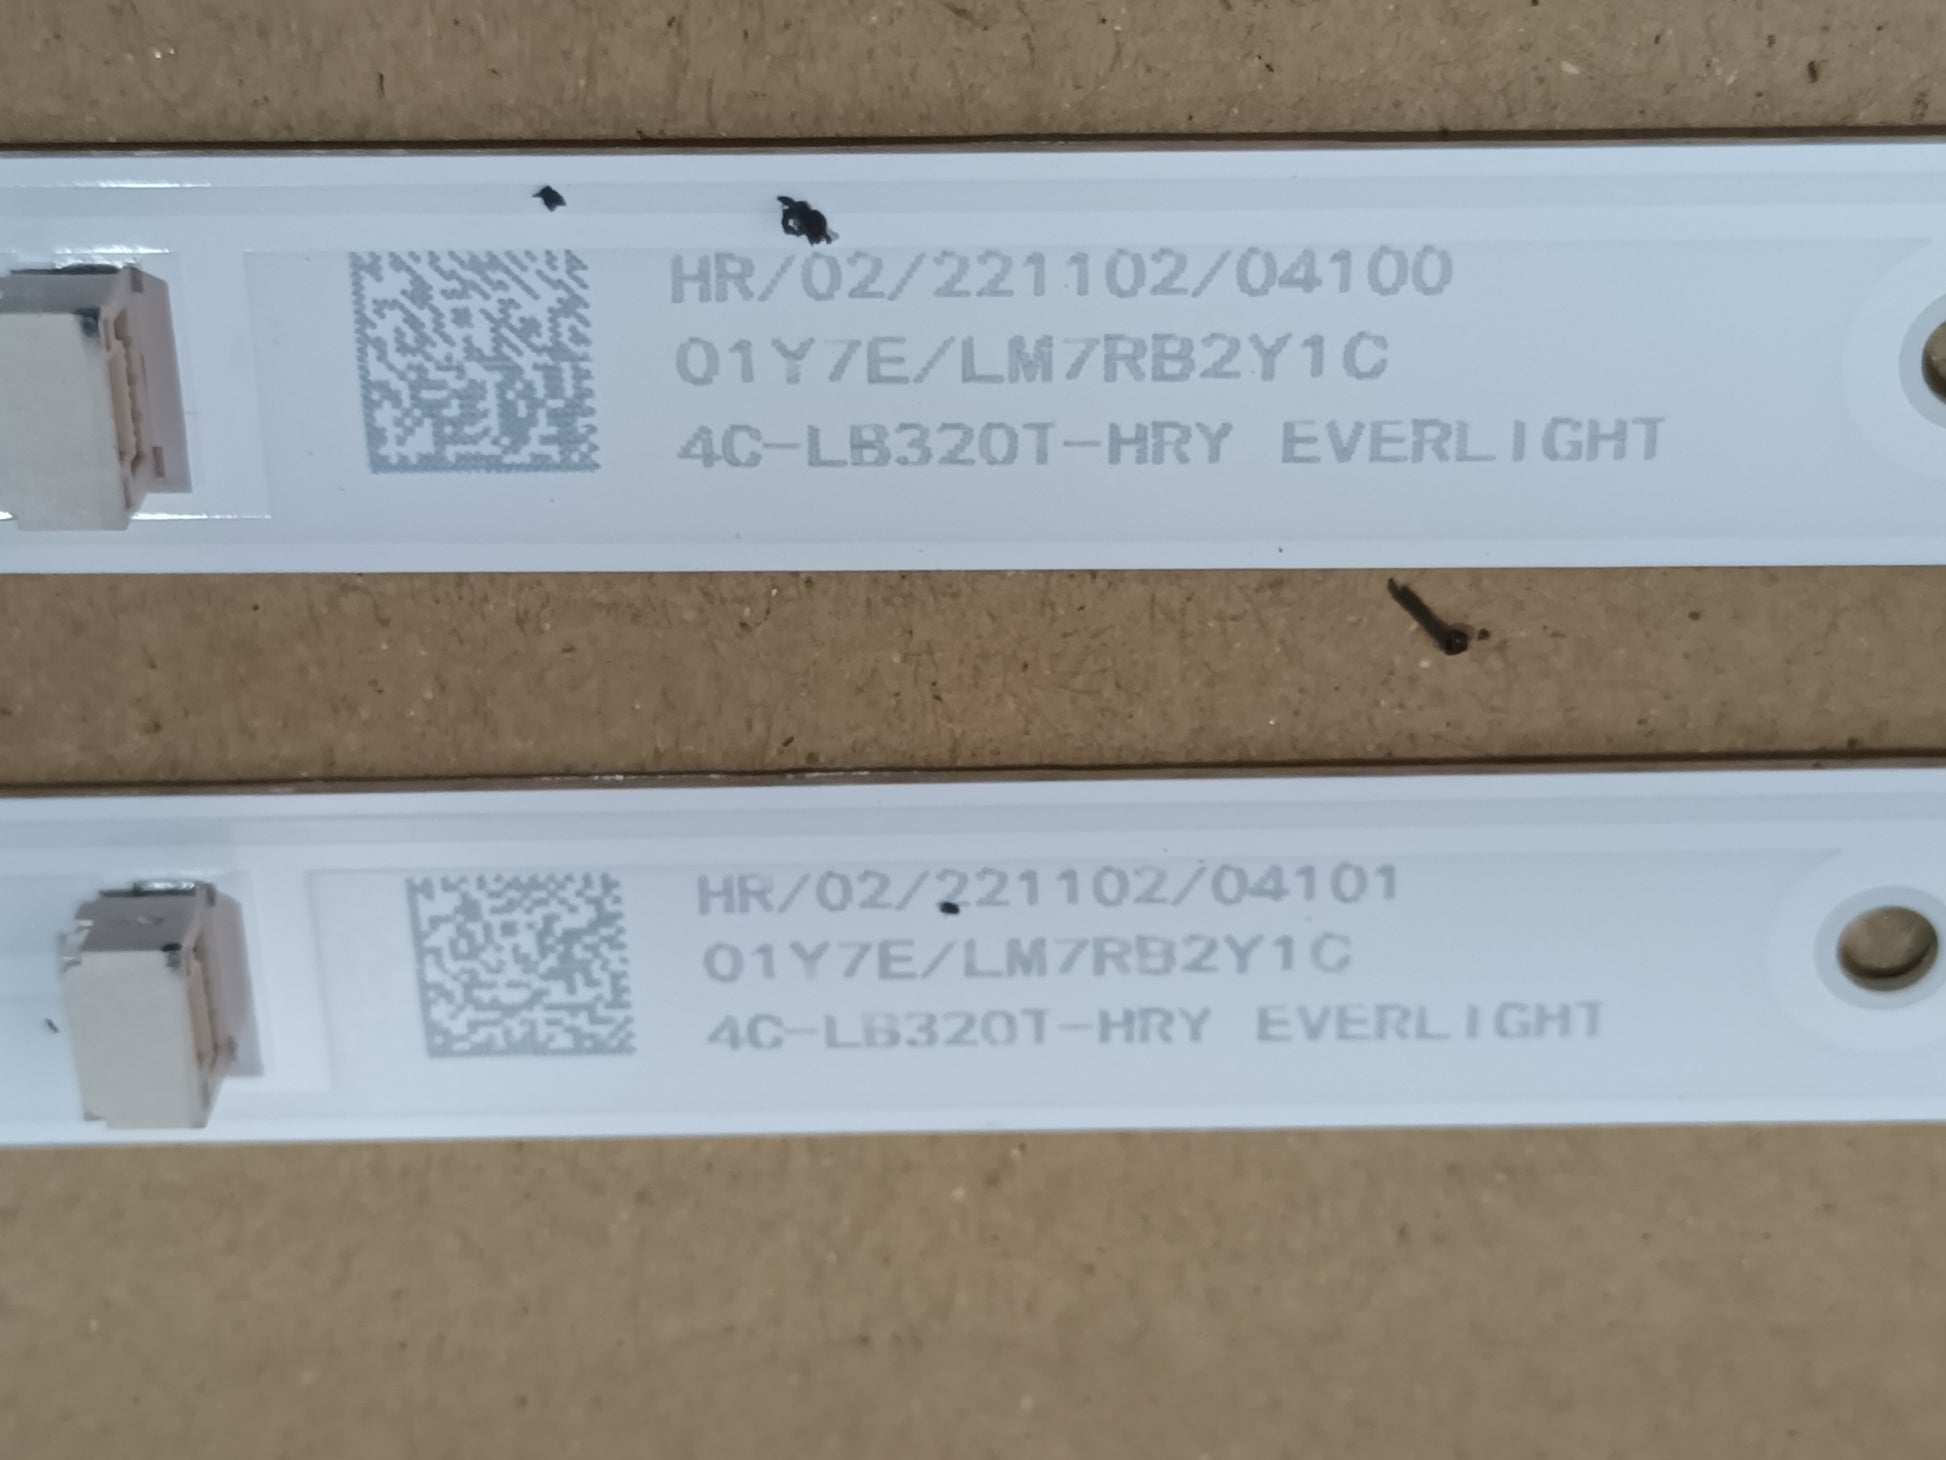 HR/02/221102/04100
01Y7E/LM7RB2Y1C
4C-LB320T-HRY EVERLIGHT
HR/02/221102/04101
01Y7E/LM7RB2Y1C
4C-LB320T-HRY EVERLIGHT